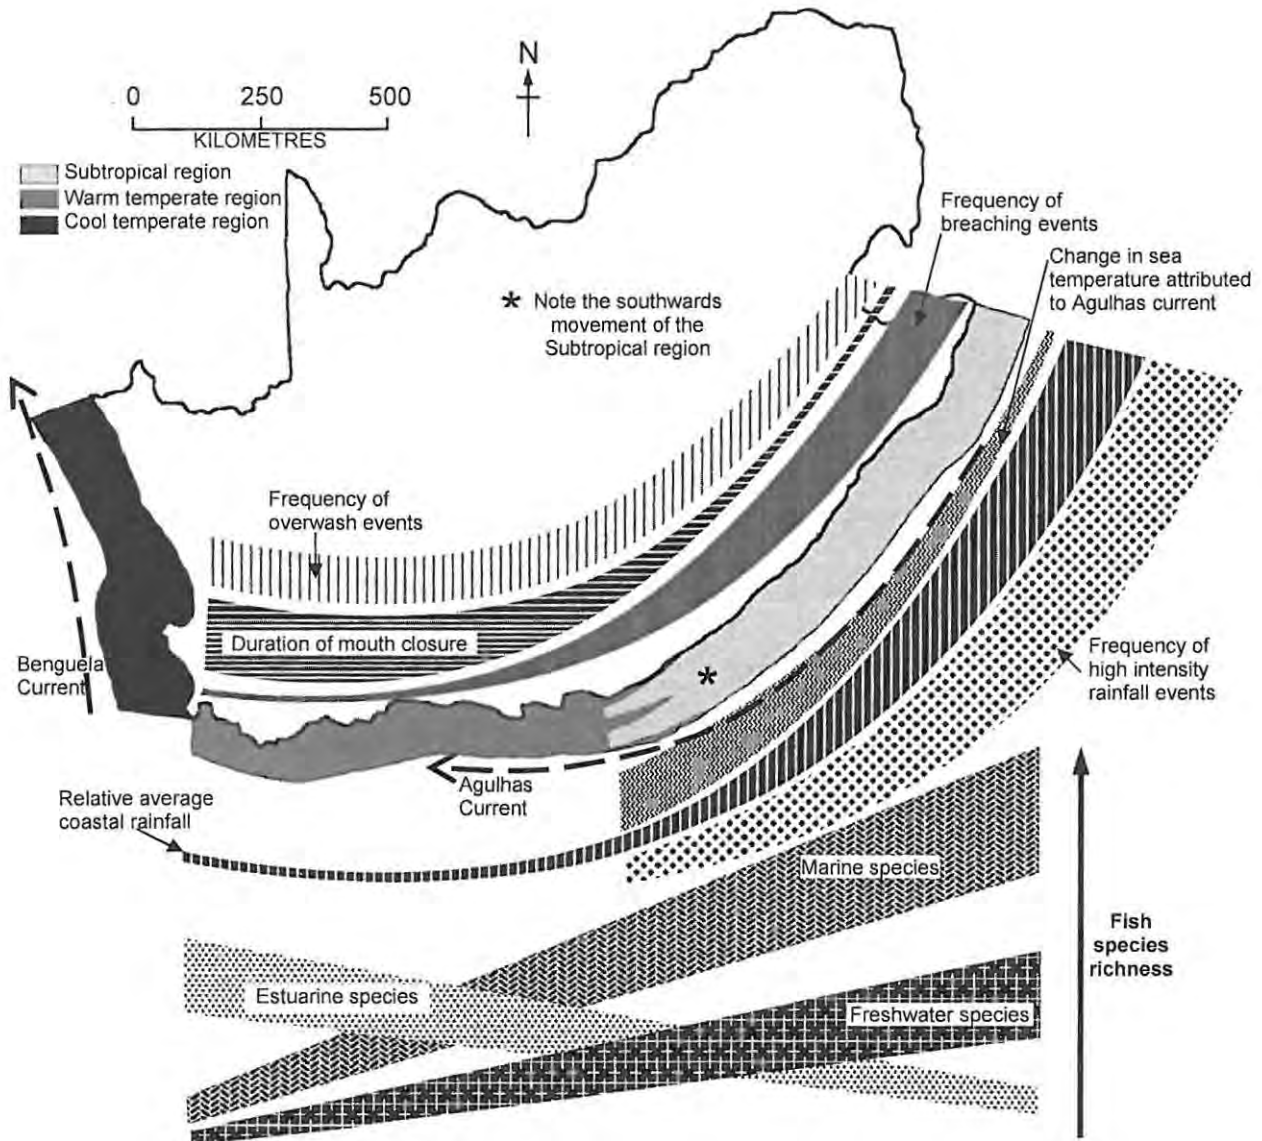 N
0 250 500
KILOMETRES
Subtropical region
Warm temperate region
Cool temperate region
Frequency of
breaching events
Change in sea
temperature attributed
to Agulhas current
* Note the southwards
movement of the
Subtropical region
Frequency of
overwash events
Duration of mouth closure
Benguela
Current
*
Frequency of
high intensity
rainfall events
Agulhas
Current
Relative average
coastal rainfall
Marine species
Fish
species
richness
Estuarine species
Freshwater species